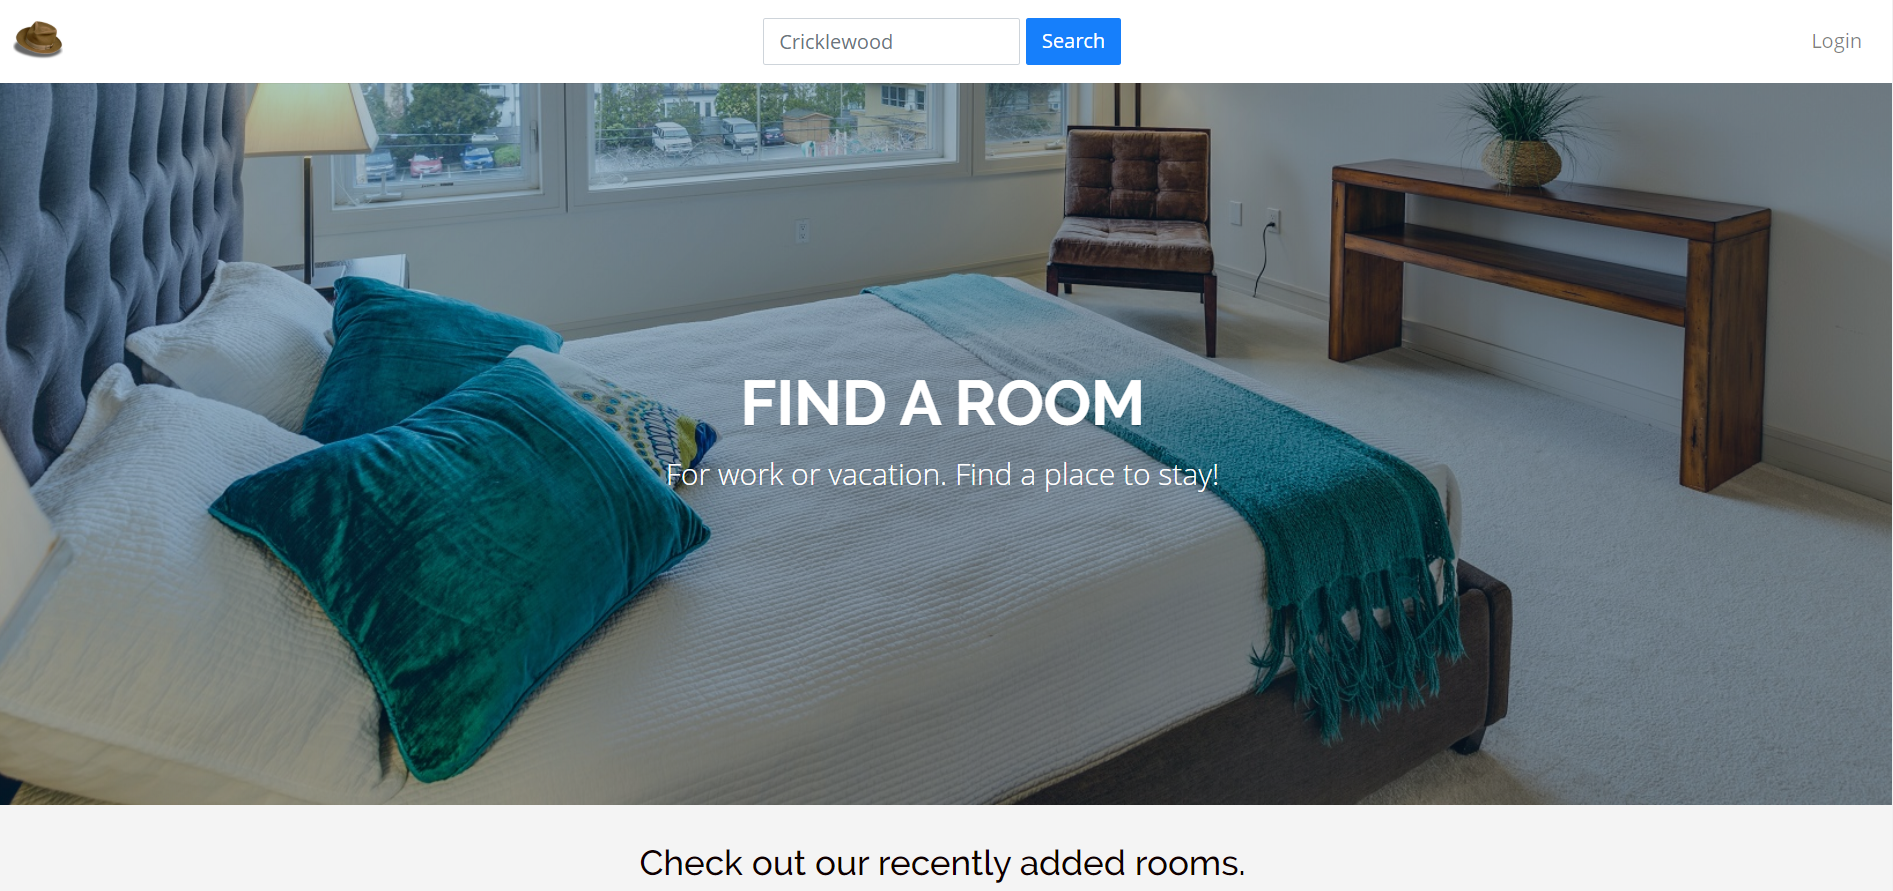 Cricklewood
Search
Login
FIND A ROOM
For work or vacation. Find a place to stay!
Check out our recently added rooms.